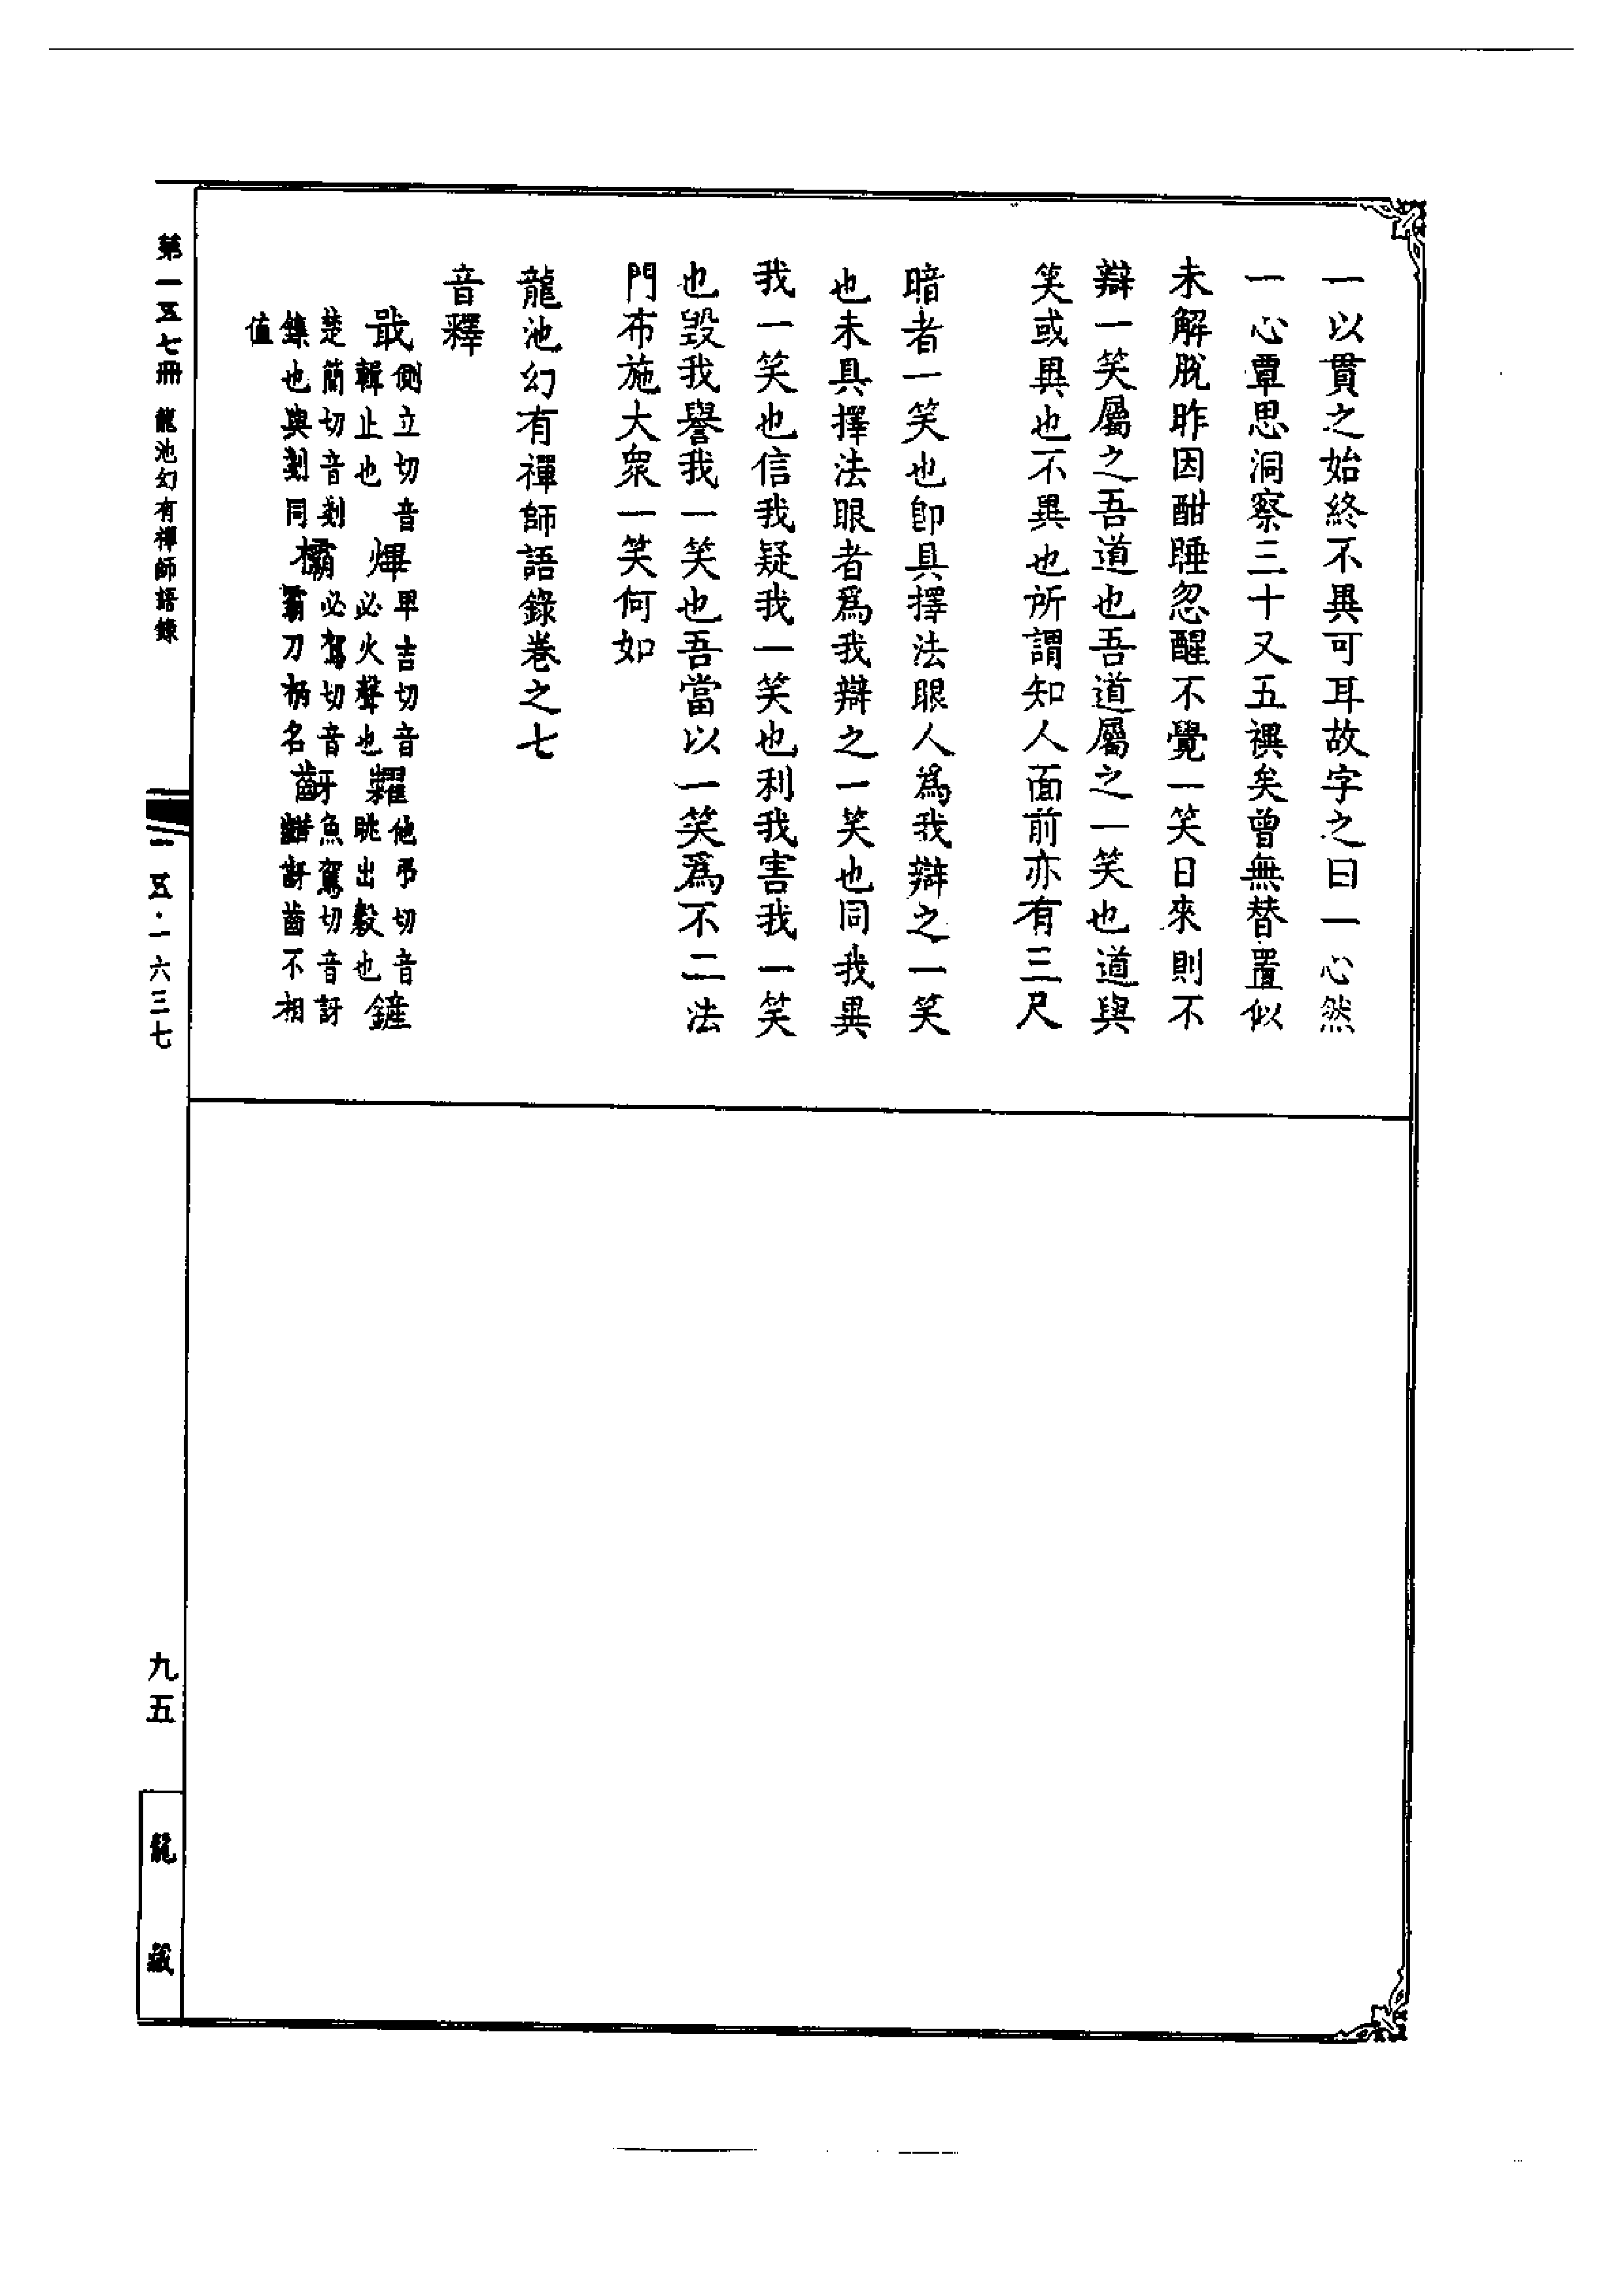 一以貫之始終不異可耳故字之曰一心然
一心覃思洞察三十又五禩矣曾無替置似
未解脫昨因酣睡忽醒不覺一笑日來則不
辯一笑屬之吾道也吾道屬之一笑也道與
笑或異也不異也所謂知人面前亦有三尺
暗者一笑也卽具擇法眼人爲我辯之一笑
也未具擇法眼者爲我辯之一笑也同我異
我一笑也信我疑我一笑也利我害我一笑
也毀我譽我一笑也吾當以一笑爲不二法
門布施大衆一笑何如
龍池幻有禪師語錄卷之七
音釋
戢側立切音輯止也 熚畢吉切音必火聲也 糶他弔切音眺出穀也 鏟
楚簡切音剗鏟也與剗同 欛必駕切音霸刀柄名 齖魚駕切音訝齖齒不相
值
第一五七冊 龍池幻有禪師語錄
一五·一六三七
九五
龍藏